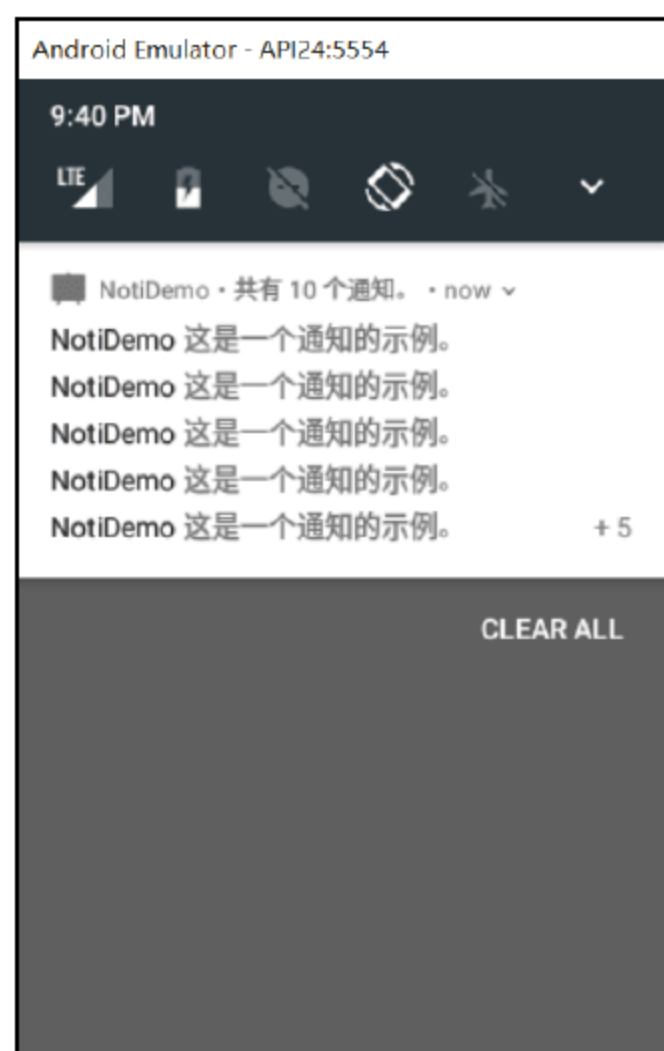 Android Emulator - API24:5554
9:40 PM
LTE
NotiDemo • 共有 10 个通知。 • now
NotiDemo 这是一个通知的示例。
NotiDemo 这是一个通知的示例。
NotiDemo 这是一个通知的示例。
NotiDemo 这是一个通知的示例。
NotiDemo 这是一个通知的示例。 + 5
CLEAR ALL